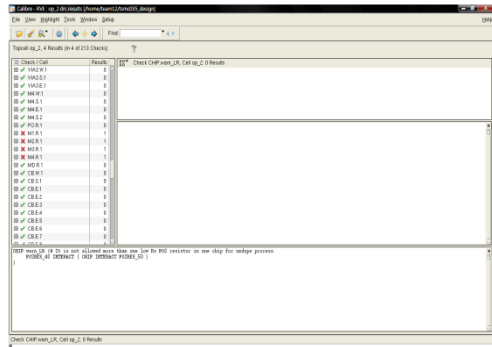 Calibre - RVE op_2.drc.results [/home/team12/tsmc035_design]
File View Highlight Tools Window Setup
Help
Find:
Topcell op_2, 4 Results (in 4 of 213 Checks)
Check / Cell Results
Check CHIP.warn_LR, Cell op_2: 0 Results
VIA3.W.1 0
VIA3.S.1 0
VIA3.E.1 0
M4.W.1 0
M4.S.1 0
M4.E.1 0
M4.S.2 0
PO.R.1 0
M1.R.1 1
M2.R.1 1
M3.R.1 1
M4.R.1 1
MD.R.1 0
CB.W.1 0
CB.S.1 0
CB.E.1 0
CB.E.2 0
CB.E.3 0
CB.E.4 0
CB.E.5 0
CB.E.6 0
CB.E.7 0
CHIP.warn_LR {@ It is not allowed more than one low Rs PO2 resistor in one chip for
process
INTERACT ( CHIP INTERACT
)
}
Check CHIP.warn_LR, Cell op_2: 0 Results